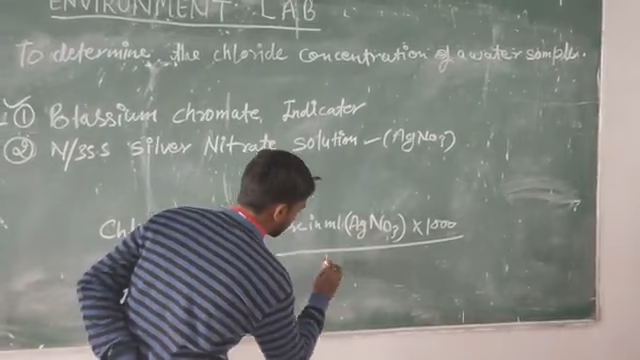 ENVIRONMENT LAB
To determine the chloride concentration of a water sample.
① Potassium chromate Indicater
② N/35.5 Silver Nitrate solution - (AgNO3)
in ml (AgNO3) × 1000